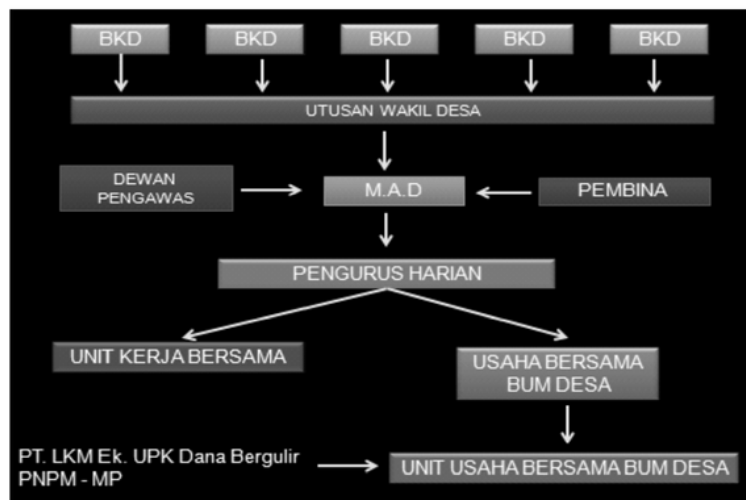 BKD BKD BKD BKD BKD
UTUSAN WAKIL DESA
DEWAN
PENGAWAS
M.A.D
PEMBINA
PENGURUS HARIAN
UNIT KERJA BERSAMA
USAHA BERSAMA
BUM DESA
PT. LKM Ek. UPK Dana Bergulir
PNPM - MP
UNIT USAHA BERSAMA BUM DESA